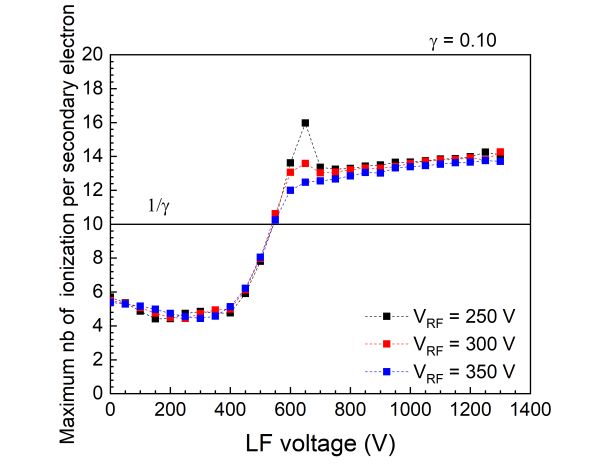 γ = 0.10
Maximum nb of ionization per secondary electron
20
18
16
14
12
10
8
6
4
2
0
1/γ
V_RF = 250 V
V_RF = 300 V
V_RF = 350 V
0 200 400 600 800 1000 1200 1400
LF voltage (V)